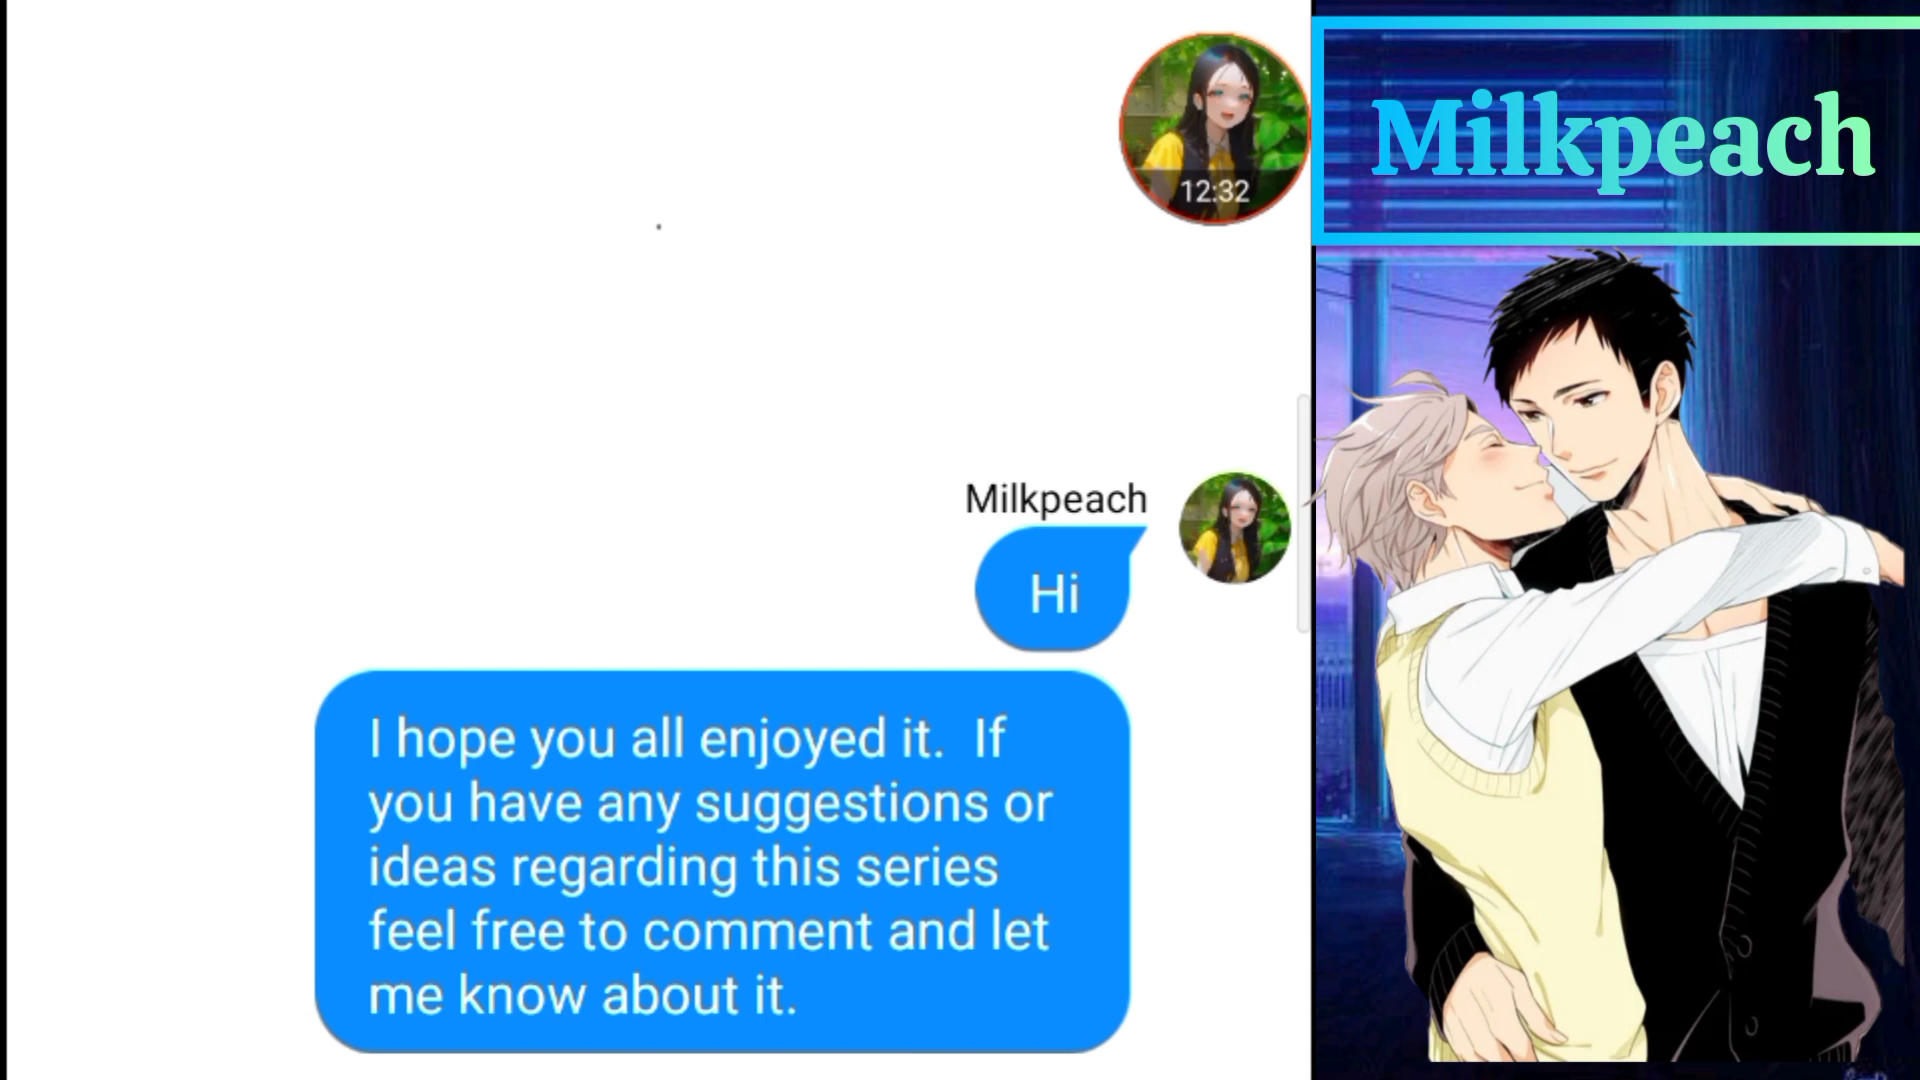 12:32
Milkpeach
Milkpeach
Hi
I hope you all enjoyed it.  If
you have any suggestions or
ideas regarding this series
feel free to comment and let
me know about it.